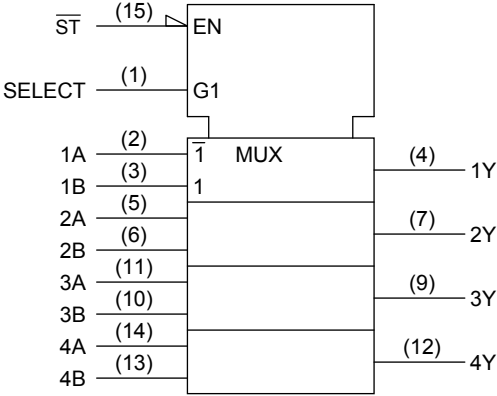 S̅T̅ (15) EN
SELECT (1) G1
1A (2) 1̅ MUX (4) 1Y
1B (3) 1
2A (5) (7) 2Y
2B (6)
3A (11) (9) 3Y
3B (10)
4A (14) (12) 4Y
4B (13)